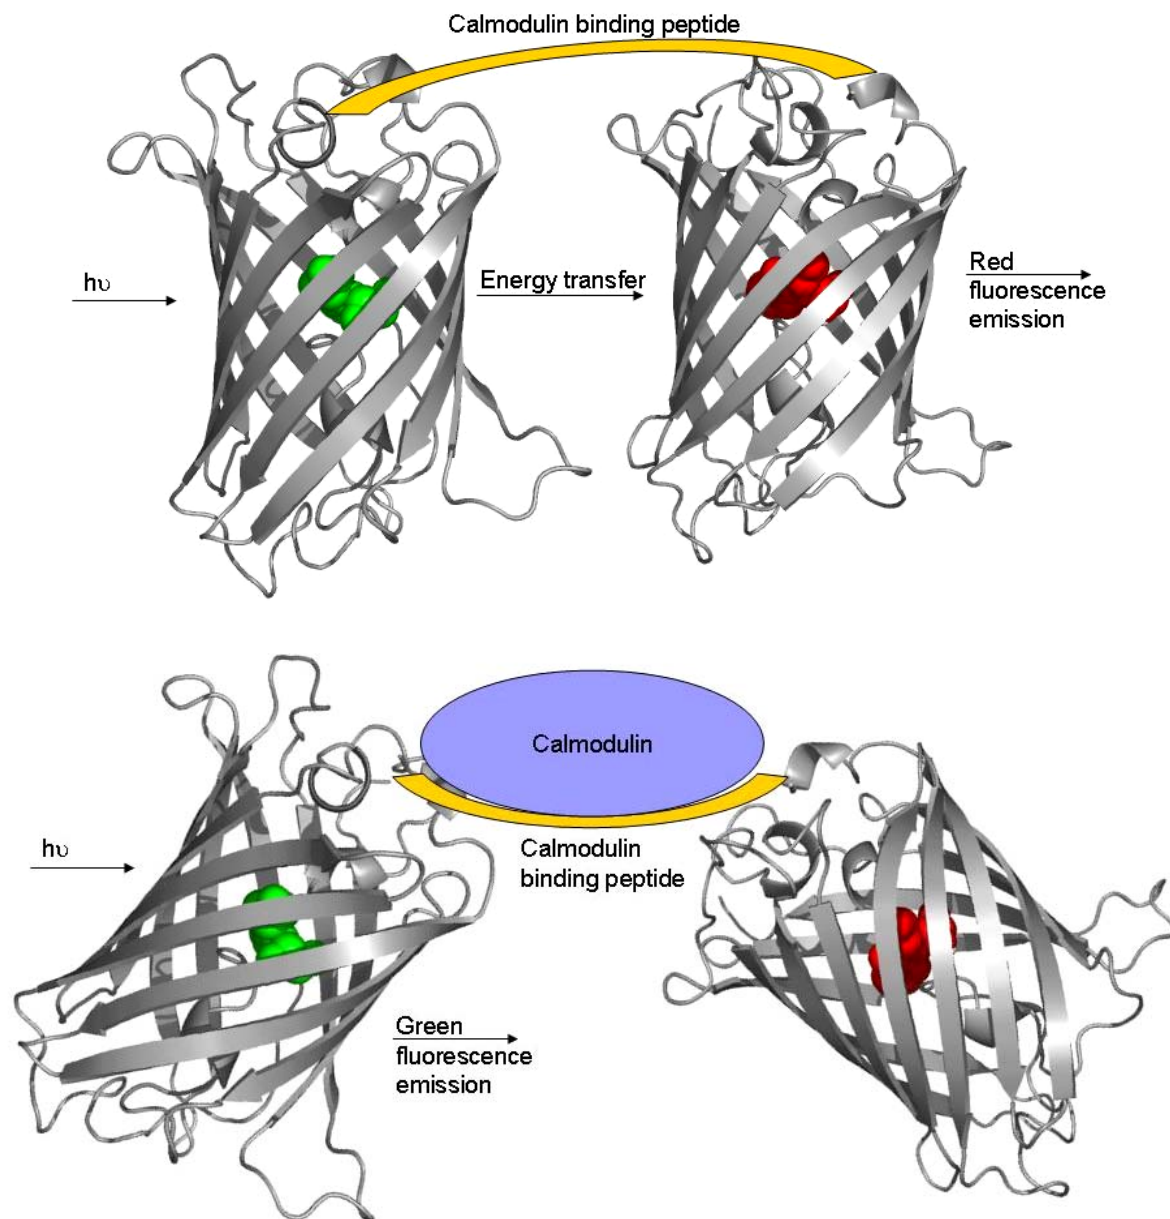 Calmodulin binding peptide
hυ
Energy transfer
Red
fluorescence
emission
Calmodulin
hυ
Calmodulin
binding peptide
Green
fluorescence
emission